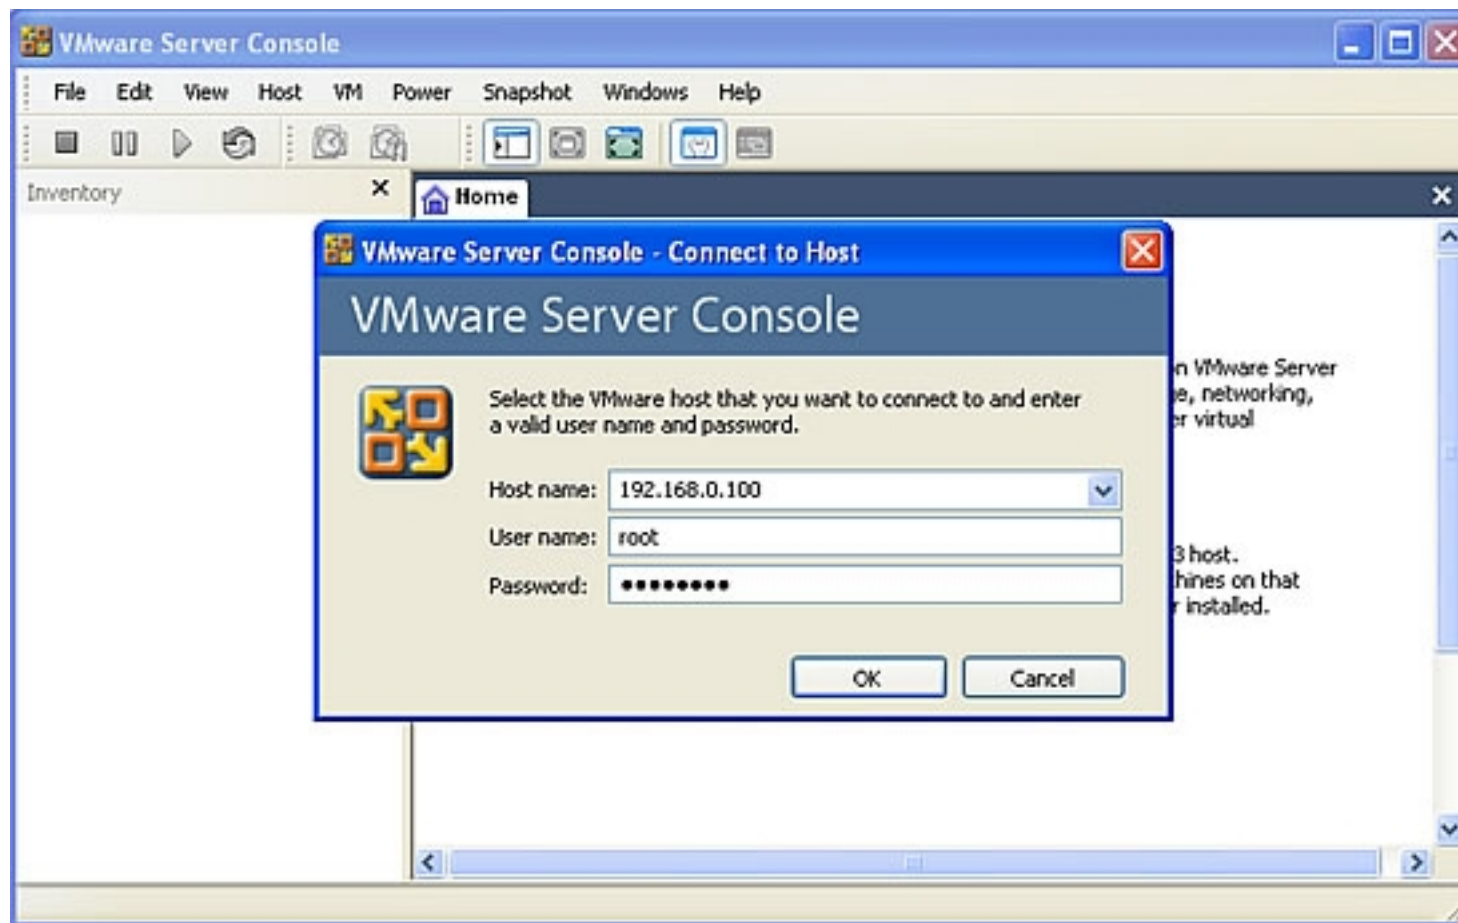 VMware Server Console
File Edit View Host VM Power Snapshot Windows Help
Inventory
Home
VMware Server Console - Connect to Host
VMware Server Console
Select the VMware host that you want to connect to and enter
a valid user name and password.
Host name: 192.168.0.100
User name: root
Password: ••••••••
OK Cancel
n VMware Server
e, networking,
er virtual
3 host.
hines on that
r installed.